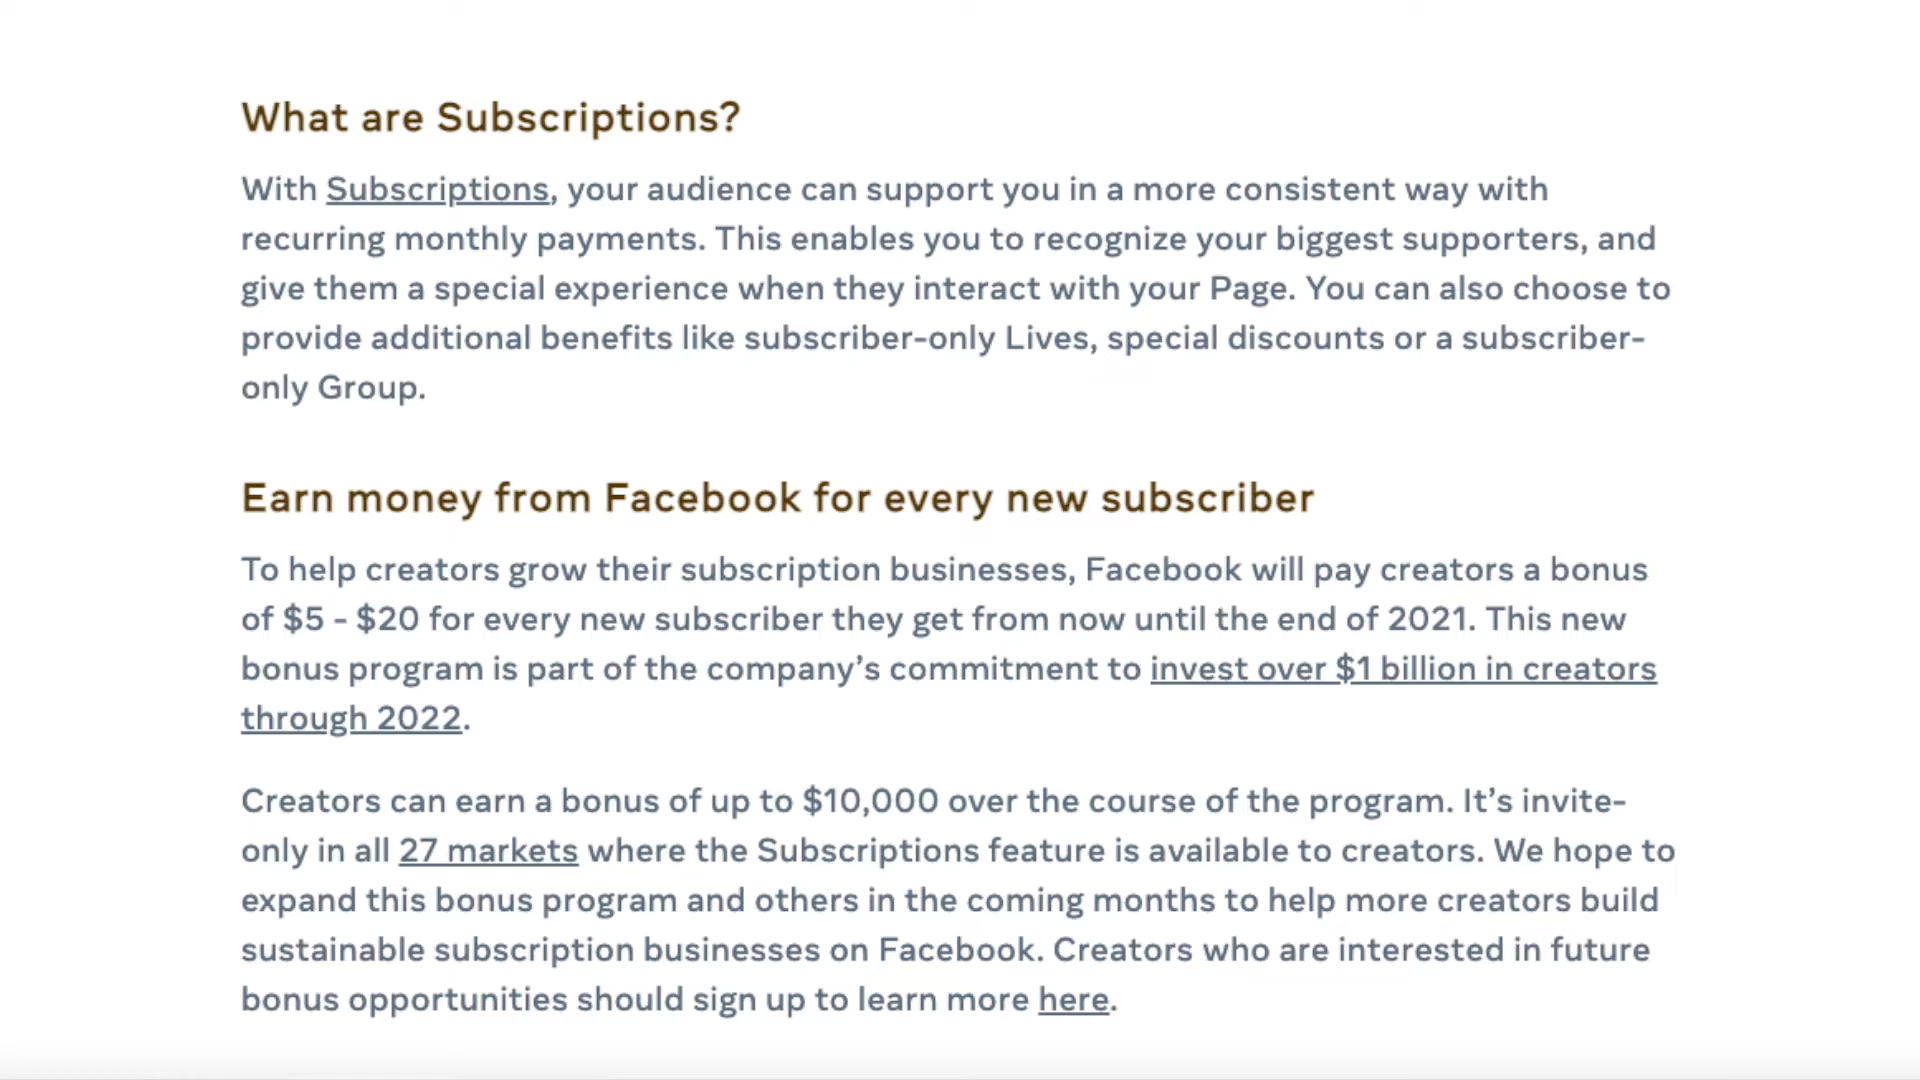 What are Subscriptions?
With Subscriptions, your audience can support you in a more consistent way with
recurring monthly payments. This enables you to recognize your biggest supporters, and
give them a special experience when they interact with your Page. You can also choose to
provide additional benefits like subscriber-only Lives, special discounts or a subscriber-
only Group.
Earn money from Facebook for every new subscriber
To help creators grow their subscription businesses, Facebook will pay creators a bonus
of $5 - $20 for every new subscriber they get from now until the end of 2021. This new
bonus program is part of the company’s commitment to invest over $1 billion in creators
through 2022.
Creators can earn a bonus of up to $10,000 over the course of the program. It’s invite-
only in all 27 markets where the Subscriptions feature is available to creators. We hope to
expand this bonus program and others in the coming months to help more creators build
sustainable subscription businesses on Facebook. Creators who are interested in future
bonus opportunities should sign up to learn more here.